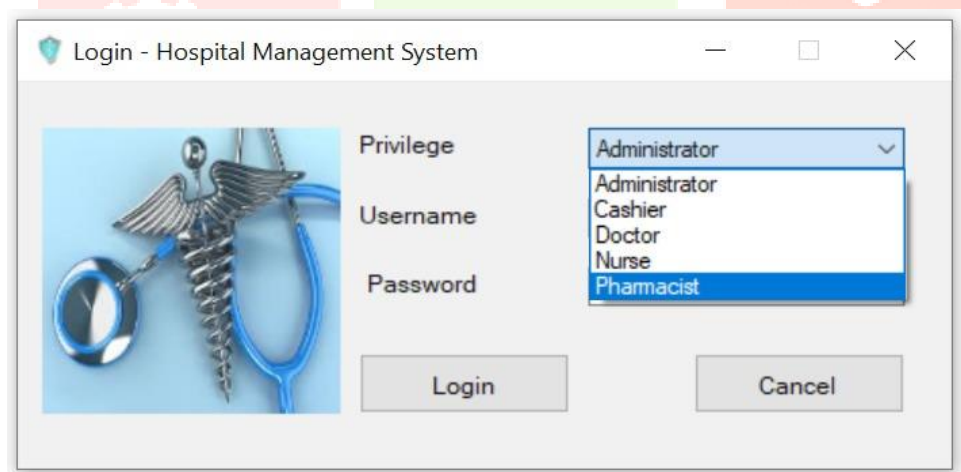 Login - Hospital Management System
Privilege
Administrator
Administrator
Cashier
Doctor
Nurse
Pharmacist
Username
Password
Login
Cancel